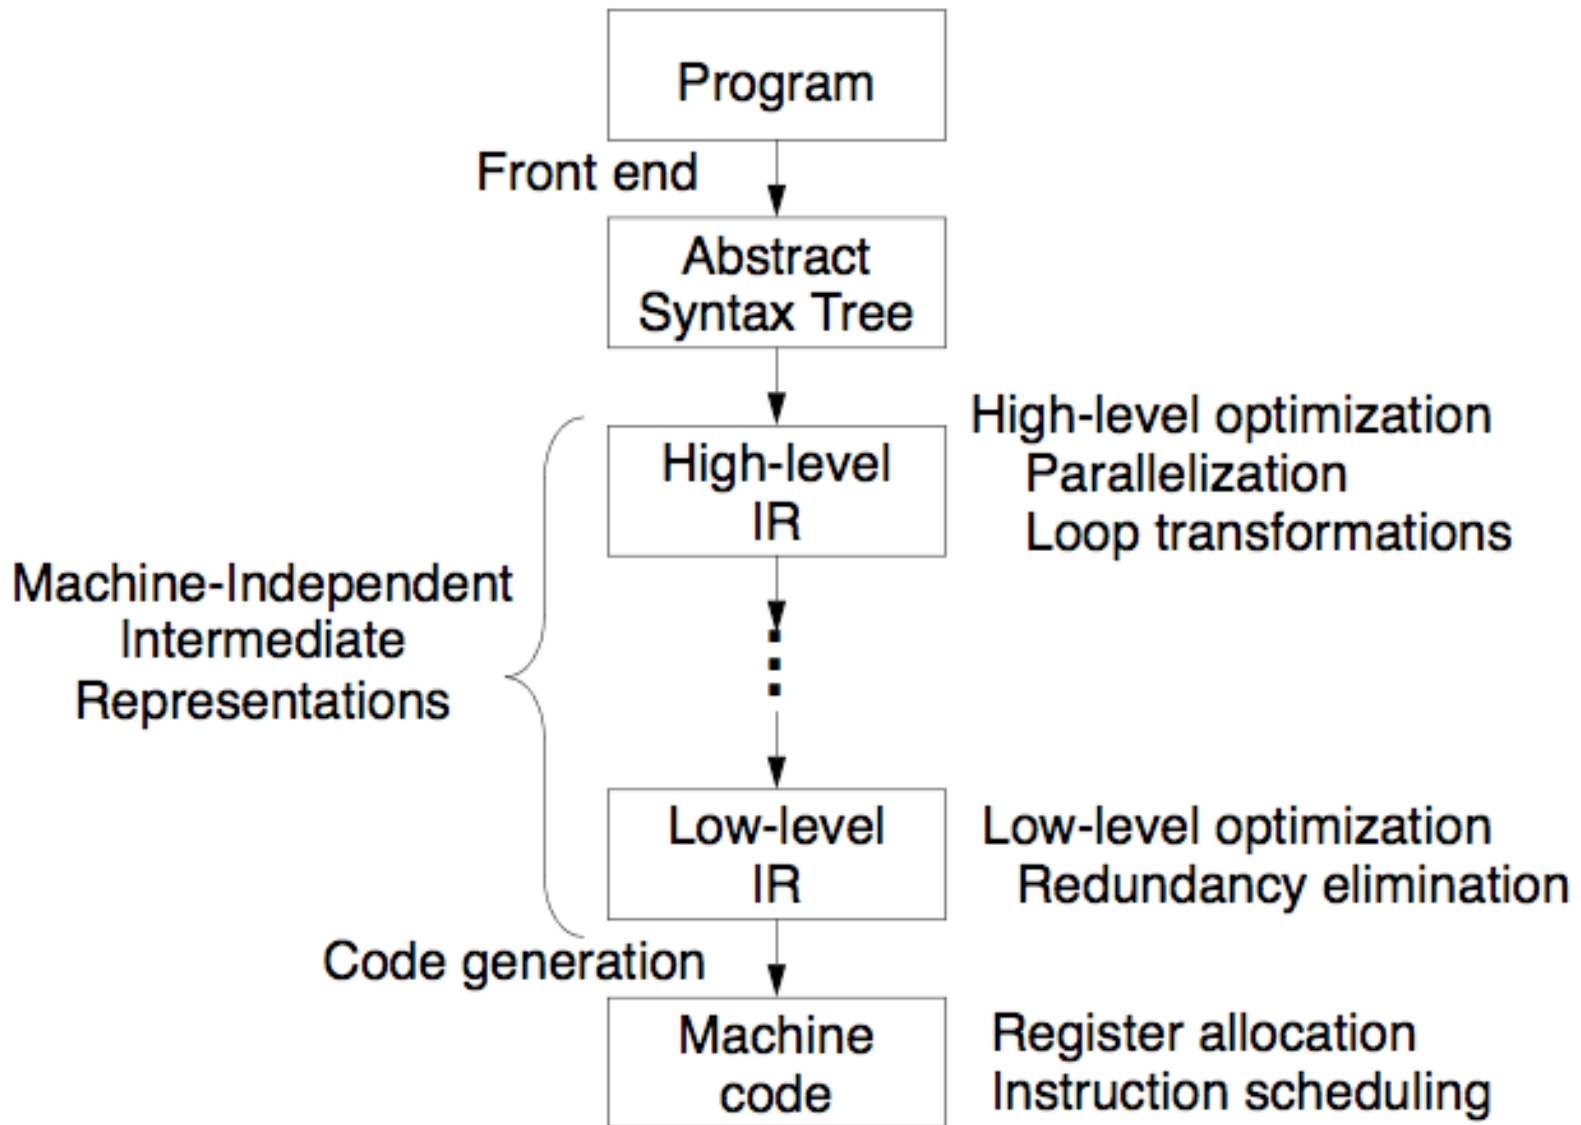 Program
Front end
Abstract
Syntax Tree
High-level optimization
Parallelization
Loop transformations
High-level
IR
Machine-Independent
Intermediate
Representations
Low-level
IR
Low-level optimization
Redundancy elimination
Code generation
Machine
code
Register allocation
Instruction scheduling